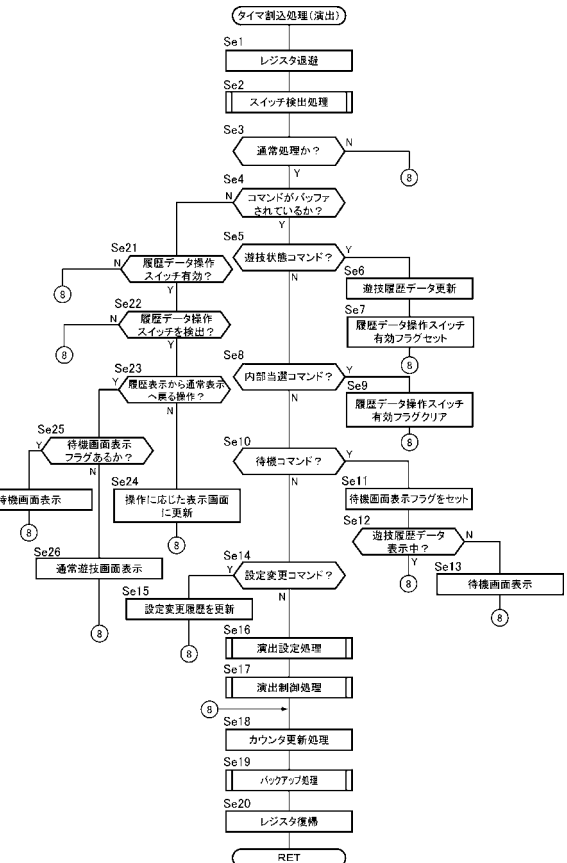 タイマ割込処理(演出)
Se1
レジスタ退避
Se2
スイッチ検出処理
Se3
通常処理か？
N
Y
8
Se4
コマンドがバッファ
されているか？
N
Y
Se21
履歴データ操作
スイッチ有効？
N
Y
8
Se22
履歴データ操作
スイッチを検出？
N
Y
8
Se23
履歴表示から通常表示
へ戻る操作？
Y
N
Se25
待機画面表示
フラグあるか？
Y
N
待機画面表示
8
Se24
操作に応じた表示画面
に更新
8
Se26
通常遊技画面表示
8
Se5
遊技状態コマンド？
Y
N
Se6
遊技履歴データ更新
Se7
履歴データ操作スイッチ
有効フラグセット
8
Se8
内部当選コマンド？
Y
N
Se9
履歴データ操作スイッチ
有効フラグクリア
8
Se10
待機コマンド？
Y
N
Se11
待機画面表示フラグをセット
Se12
遊技履歴データ
表示中？
N
Y
8
Se13
待機画面表示
8
Se14
設定変更コマンド？
Y
N
Se15
設定変更履歴を更新
8
Se16
演出設定処理
Se17
演出制御処理
8
Se18
カウンタ更新処理
Se19
バックアップ処理
Se20
レジスタ復帰
RET